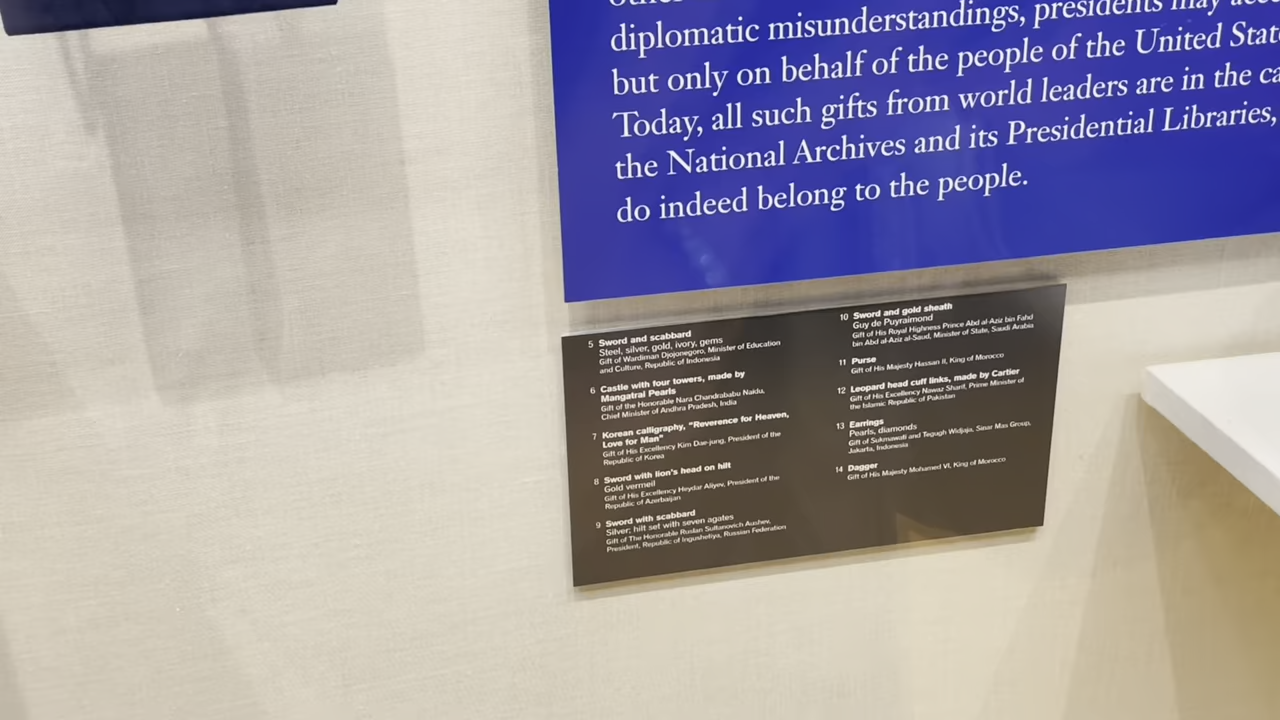 diplomatic misunderstandings, presidents may
but only on behalf of the people of the United
Today, all such gifts from world leaders are in the
the National Archives and its Presidential Libraries,
do indeed belong to the people.
5 Sword and scabbard
Steel, silver, gold, ivory, gems
Gift of Wardiman Djojonegoro, Minister of Education
and Culture, Republic of Indonesia
6 Castle with four towers, made by
Mangatrai Pearls
Gift of the Honorable Nara Chandrababu Naidu,
Chief Minister of Andhra Pradesh, India
7 Korean calligraphy, “Reverence for Heaven,
Love for Man”
Gift of His Excellency Kim Dae-jung, President of the
Republic of Korea
8 Sword with lion's head on hilt
Gold vermeil
Gift of His Excellency Heydar Aliyev, President of the
Republic of Azerbaijan
9 Sword with scabbard
Silver; hilt set with seven agates
Gift of The Honorable Ruslan Sultanovich Aushev,
President, Republic of Ingushetiya, Russian Federation
10 Sword and gold sheath
Guy de Puyraimond
Gift of His Royal Highness Prince Abd al-Aziz bin Fahd
bin Abd al-Aziz al-Saud, Minister of State, Saudi Arabia
11 Purse
Gift of His Majesty Hassan II, King of Morocco
12 Leopard head cuff links, made by Cartier
Gift of His Excellency Nawaz Sharif, Prime Minister of
the Islamic Republic of Pakistan
13 Earrings
Pearls, diamonds
Gift of Sukmawati and Tegugh Widjaja, Sinar Mas Group,
Jakarta, Indonesia
14 Dagger
Gift of His Majesty Mohamed VI, King of Morocco